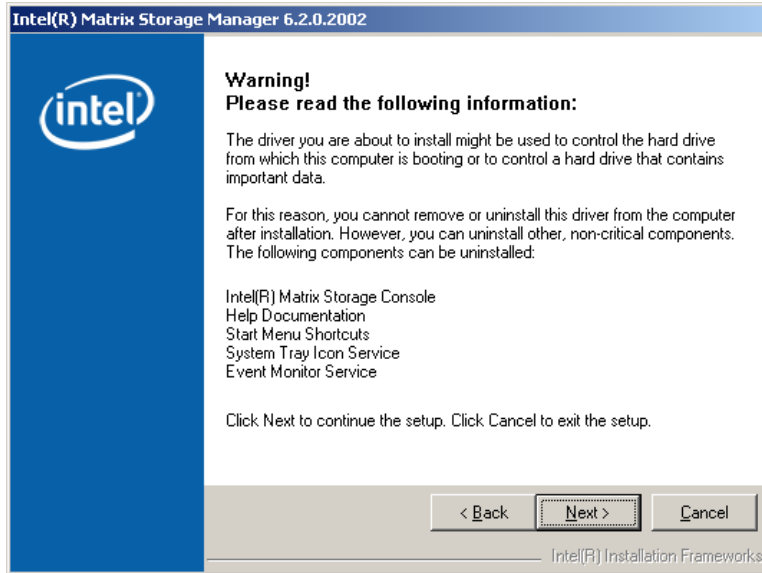 Intel(R) Matrix Storage Manager 6.2.0.2002
intel
Warning!
Please read the following information:
The driver you are about to install might be used to control the hard drive
from which this computer is booting or to control a hard drive that contains
important data.
For this reason, you cannot remove or uninstall this driver from the computer
after installation. However, you can uninstall other, non-critical components.
The following components can be uninstalled:
Intel(R) Matrix Storage Console
Help Documentation
Start Menu Shortcuts
System Tray Icon Service
Event Monitor Service
Click Next to continue the setup. Click Cancel to exit the setup.
< Back Next > Cancel
Intel(R) Installation Frameworks